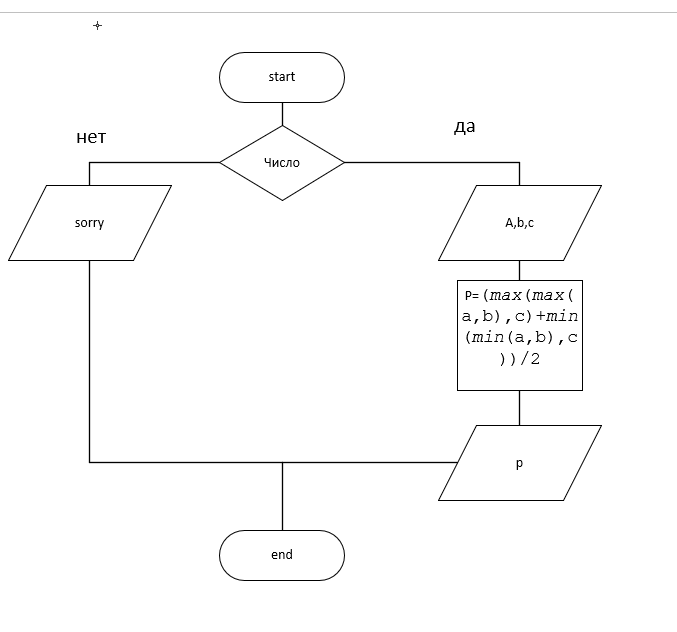 start
нет
да
Число
sorry
A,b,c
P=(max(max(
a,b),c)+min
(min(a,b),c
))/2
p
end